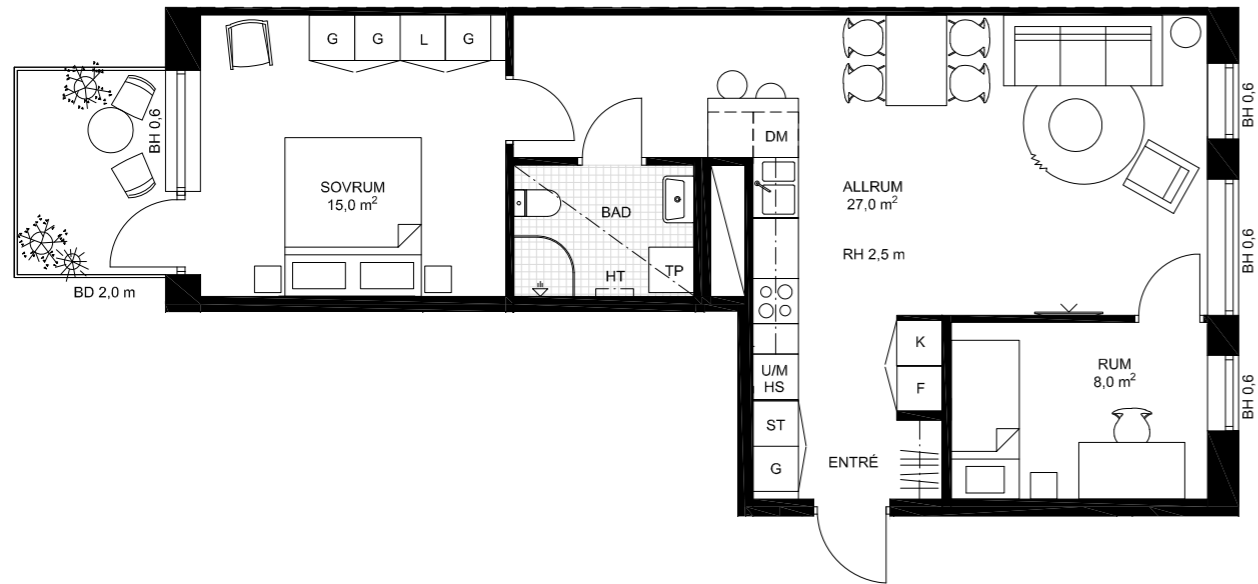 G G L G
DM
BH 0,6
BH 0,6
SOVRUM
15,0 m²
ALLRUM
27,0 m²
BAD
BH 0,6
RH 2,5 m
HT
TP
BD 2,0 m
K
RUM
8,0 m²
U/M
HS
F
BH 0,6
ST
ENTRÉ
G